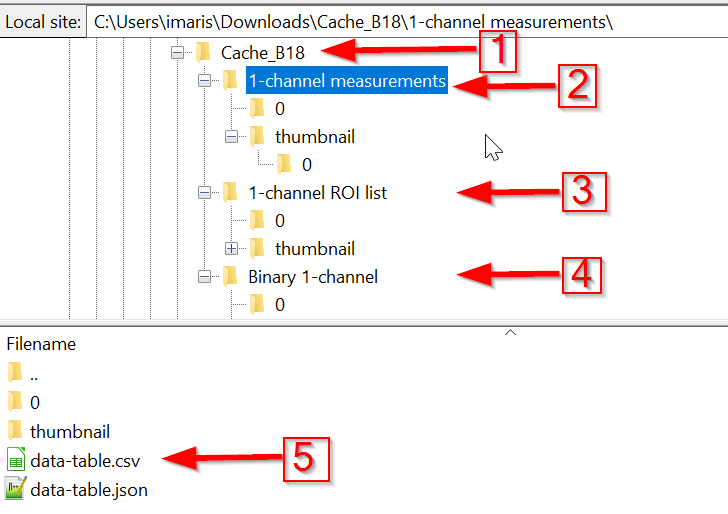 Local site: C:\Users\imaris\Downloads\Cache_B18\1-channel measurements\
Cache_B18 1
1-channel measurements 2
0
thumbnail
0
1-channel ROI list 3
0
thumbnail
Binary 1-channel 4
0
Filename
..
0
thumbnail
data-table.csv 5
data-table.json